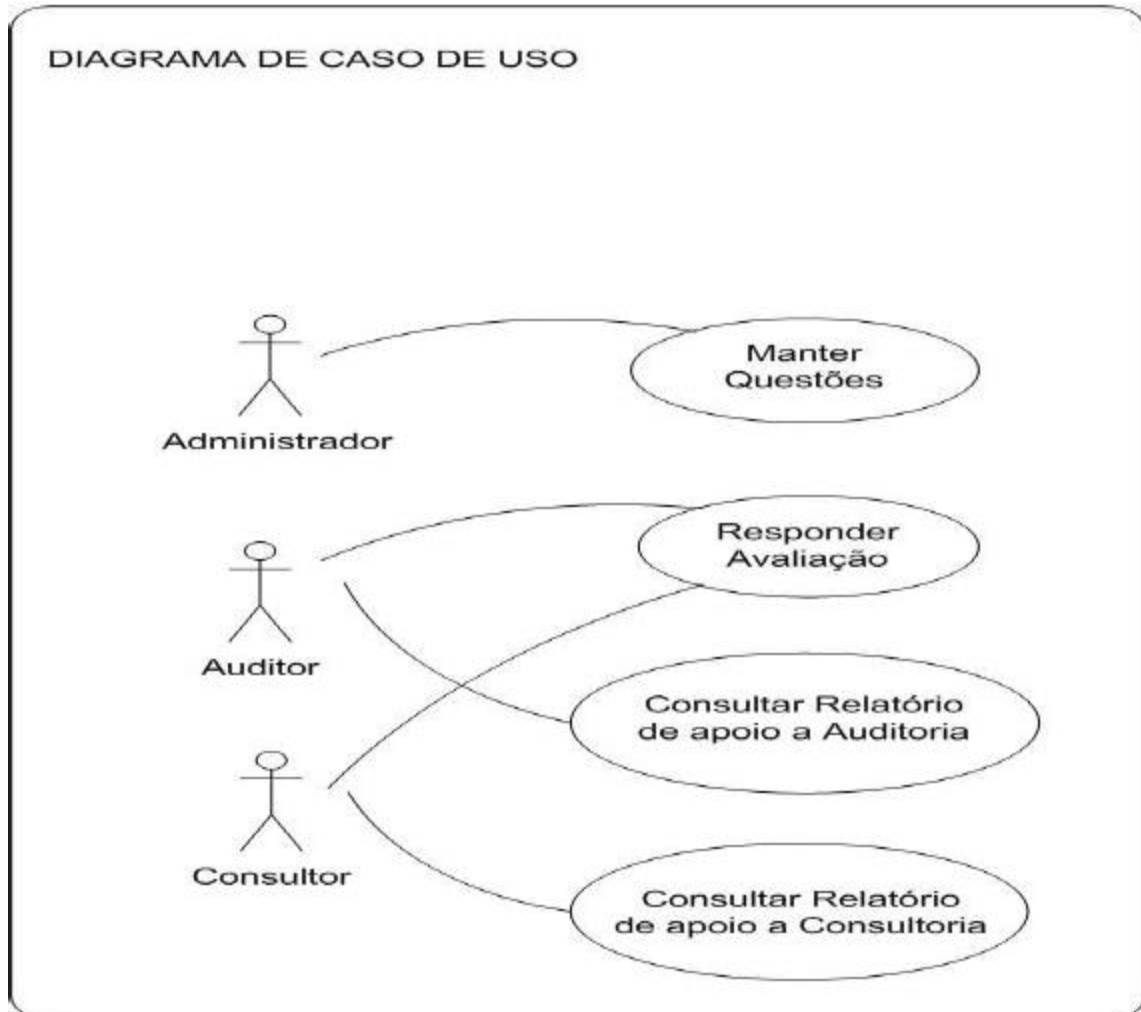 DIAGRAMA DE CASO DE USO
Manter
Questões
Administrador
Responder
Avaliação
Auditor
Consultar Relatório
de apoio a Auditoria
Consultor
Consultar Relatório
de apoio a Consultoria